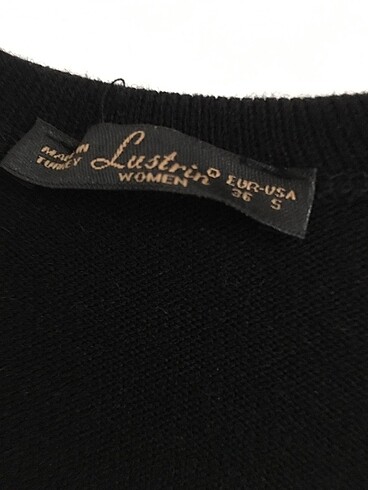 MADE IN
TURKEY
Lustrin®
WOMEN
EUR-USA
36 S